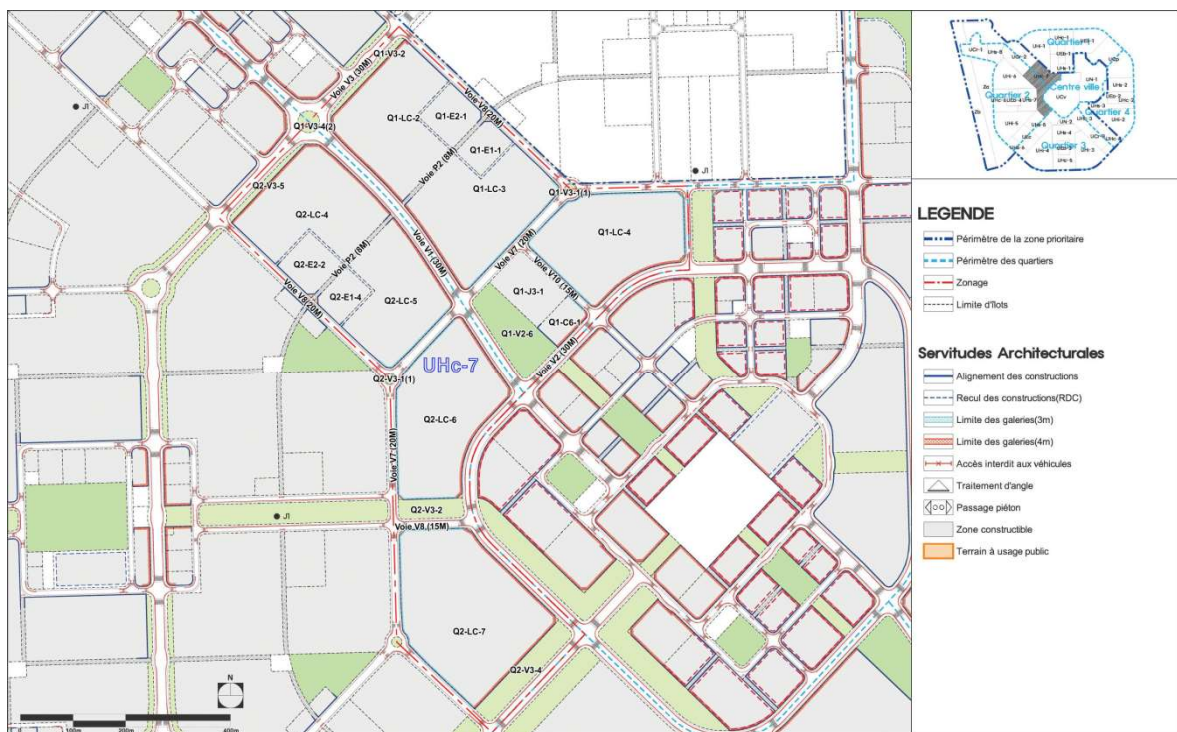 Q1-V3-2
Voie V3 (30M)
Voie V8(20M)
J1
Q1-LC-2
Q1-E2-1
Q1-V3-4(2)
Q1-E1-1
Voie P2 (8M)
J1
Q2-V3-5
Q1-LC-3
Q1-V3-1(1)
Q2-LC-4
Q1-LC-4
Voie V1 (30M)
Voie V7 (20M)
Voie P2 (8M)
Q2-E2-2
Voie V10 (15M)
Voie V8(20M)
Q2-E1-4
Q2-LC-5
Q1-J3-1
Q1-C6-1
Q1-V2-6
Voie V2 (30M)
UHc-7
Q2-V3-1(1)
Q2-LC-6
Voie V7 (20M)
Q2-V3-2
J1
Voie V8 (15M)
Q2-LC-7
Q2-V3-4
N
0
100m
200m
400m
Centre ville
UCv
Quartier 2
Quartier 4
Quartier 3
LEGENDE
Périmètre de la zone prioritaire
Périmètre des quartiers
Zonage
Limite d'îlots
Servitudes Architecturales
Alignement des constructions
Recul des constructions(RDC)
Limite des galeries(3m)
Limite des galeries(4m)
Accès interdit aux véhicules
Traitement d'angle
Passage piéton
Zone constructible
Terrain à usage public